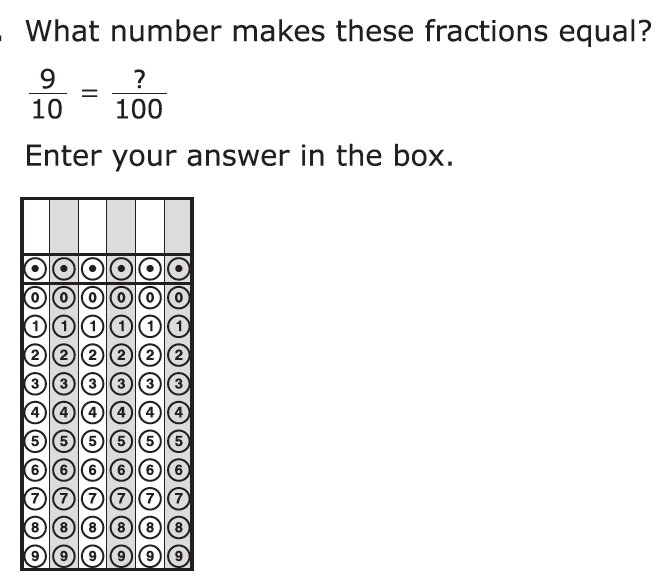 . What number makes these fractions equal?
9/10 = ?/100
Enter your answer in the box.
• • • • • •
0 0 0 0 0 0
1 1 1 1 1 1
2 2 2 2 2 2
3 3 3 3 3 3
4 4 4 4 4 4
5 5 5 5 5 5
6 6 6 6 6 6
7 7 7 7 7 7
8 8 8 8 8 8
9 9 9 9 9 9